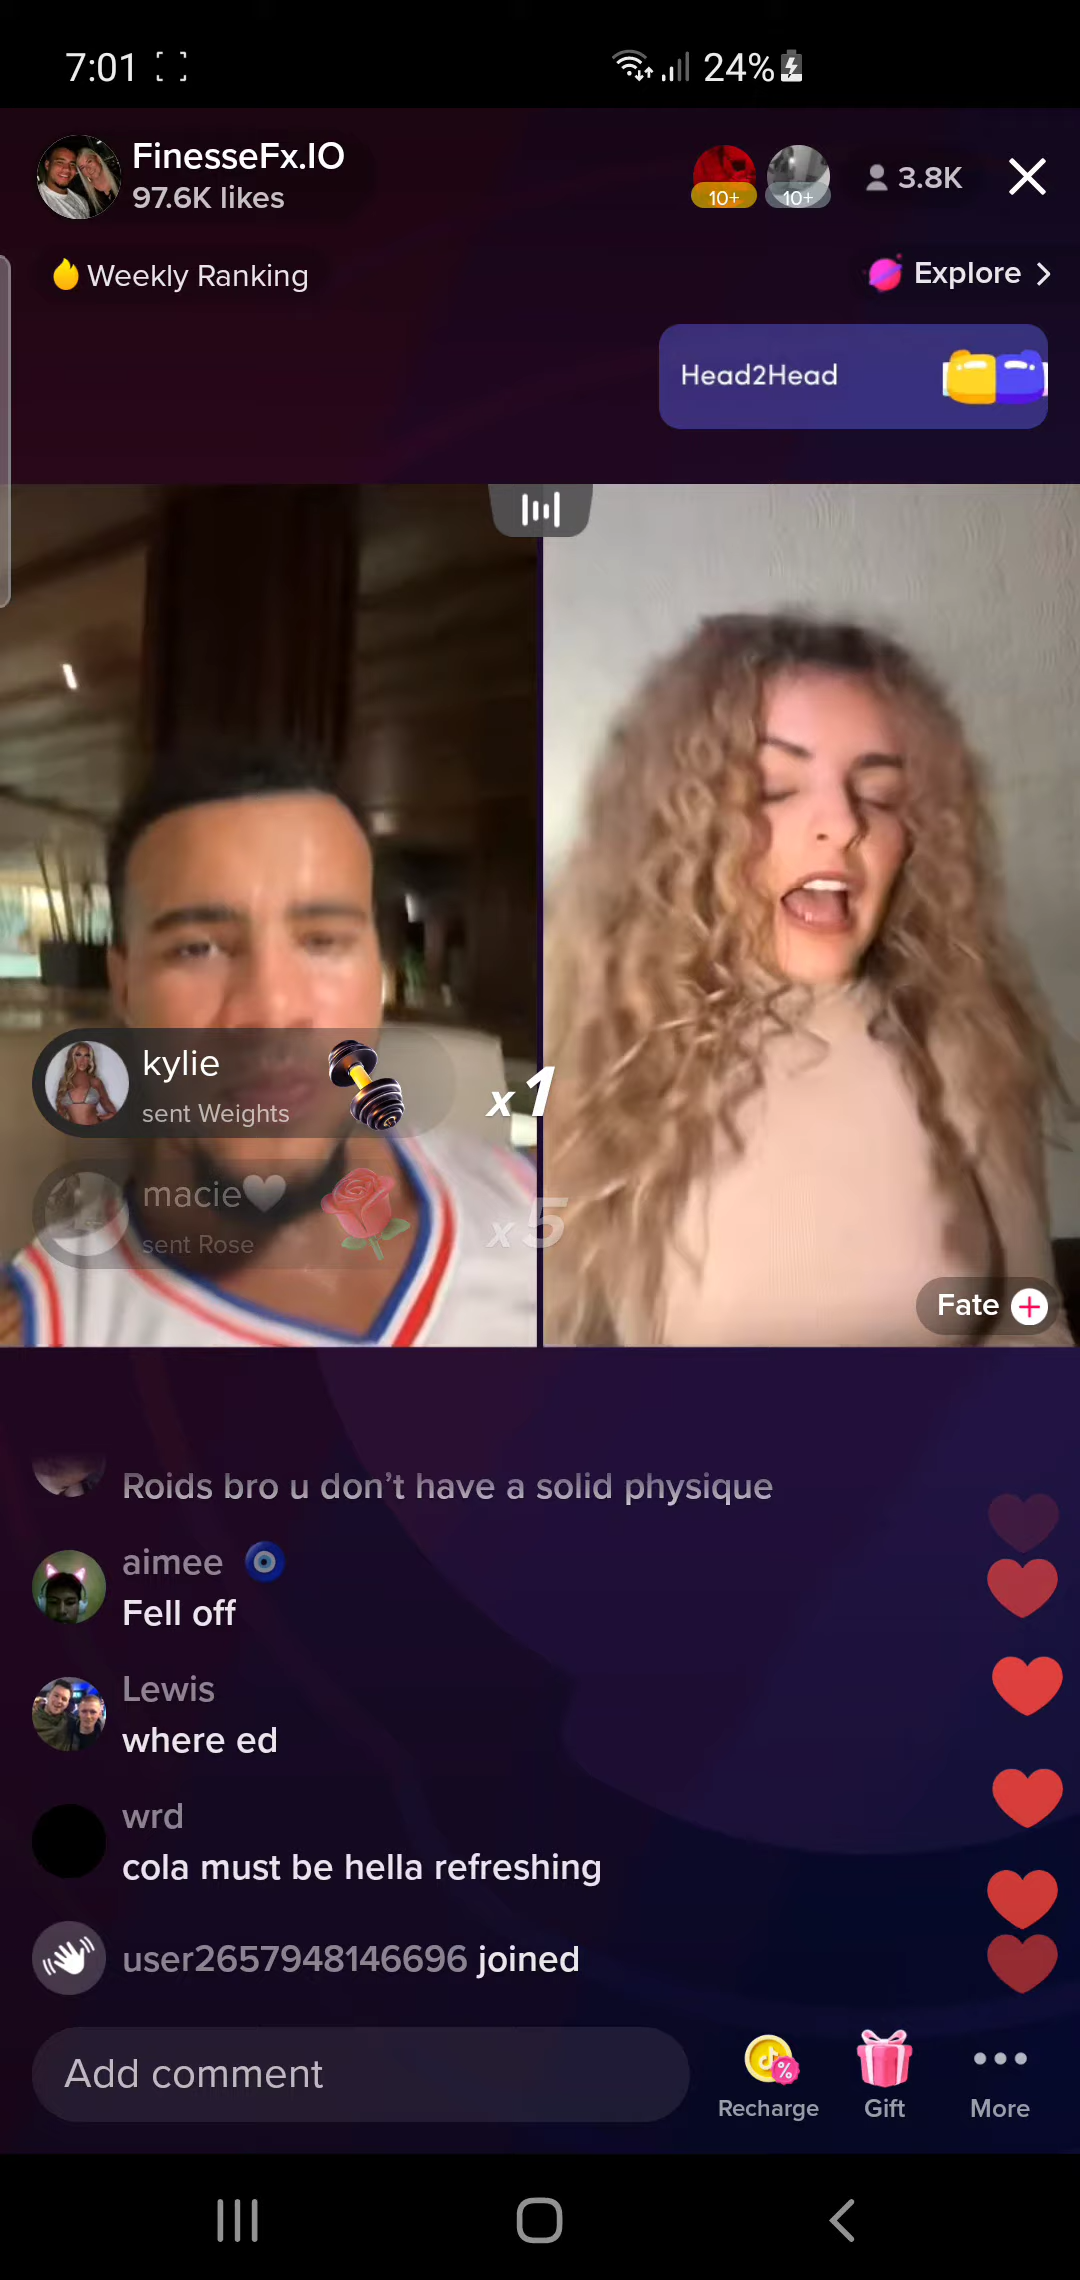 7:01
24%
FinesseFx.IO
97.6K likes
10+
10+
3.8K
Weekly Ranking
Explore
Head2Head
kylie
sent Weights
x1
macie
sent Rose
x5
Fate
Roids bro u don't have a solid physique
aimee
Fell off
Lewis
where ed
wrd
cola must be hella refreshing
user2657948146696 joined
Add comment
Recharge
Gift
More